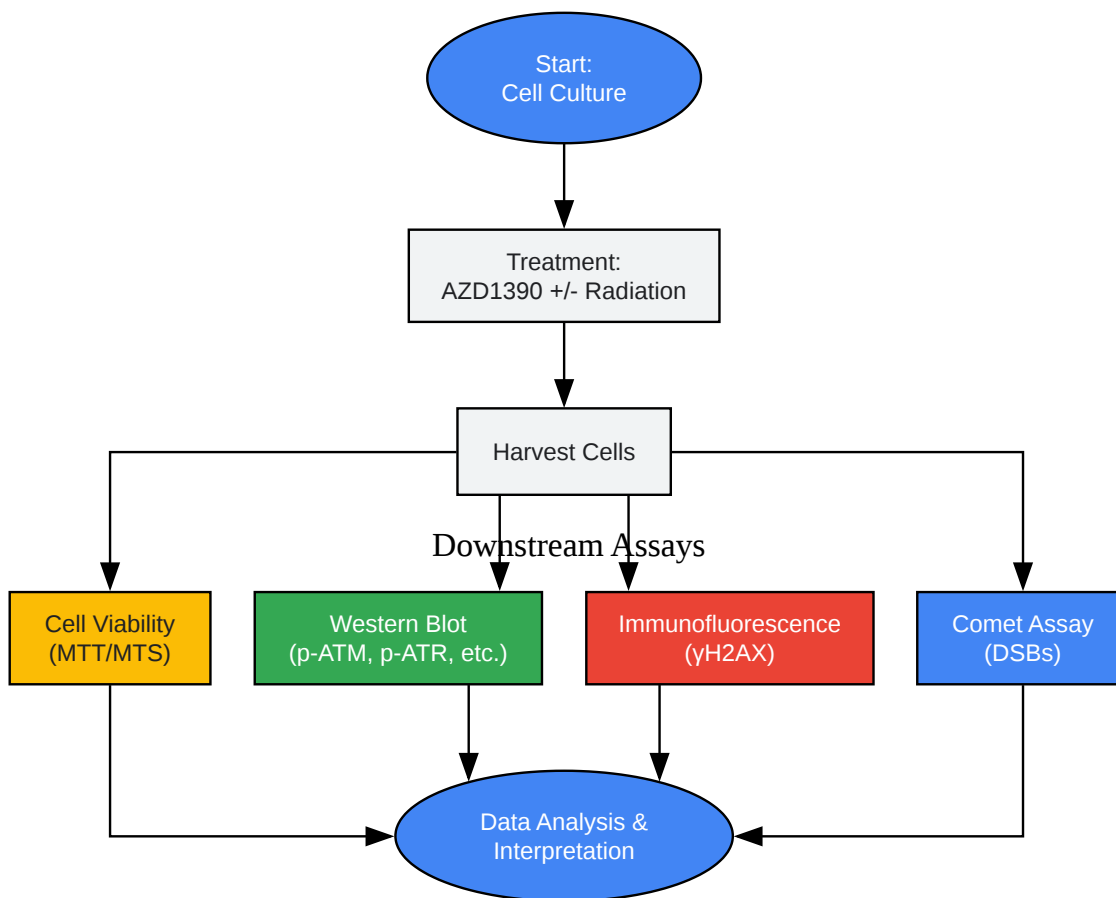 Start:
Cell Culture
Treatment:
AZD1390 +/- Radiation
Harvest Cells
Downstream Assays
Cell Viability
(MTT/MTS)
Western Blot
(p-ATM, p-ATR, etc.)
Immunofluorescence
(γH2AX)
Comet Assay
(DSBs)
Data Analysis &
Interpretation